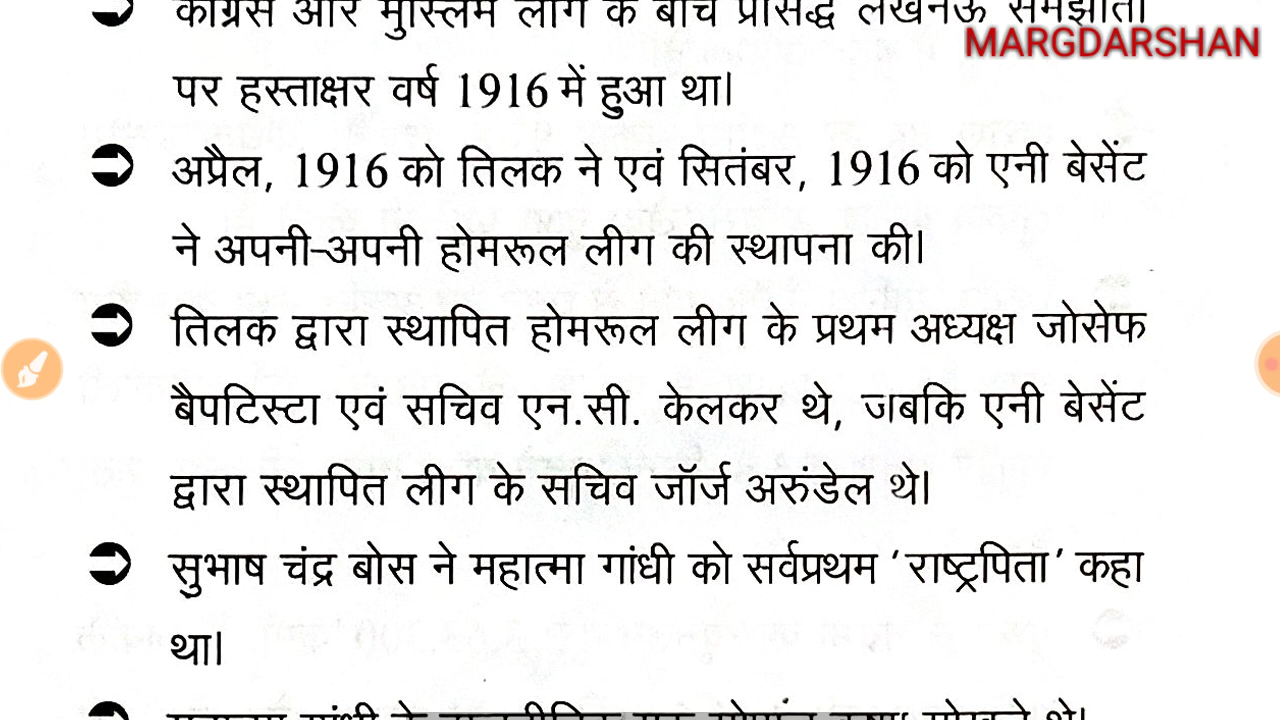 कांग्रेस और मुस्लिम लीग के बीच प्रसिद्ध लखनऊ समझौता
MARGDARSHAN
पर हस्ताक्षर वर्ष 1916 में हुआ था।
अप्रैल, 1916 को तिलक ने एवं सितंबर, 1916 को एनी बेसेंट
ने अपनी-अपनी होमरूल लीग की स्थापना की।
तिलक द्वारा स्थापित होमरूल लीग के प्रथम अध्यक्ष जोसेफ
बैपटिस्टा एवं सचिव एन.सी. केलकर थे, जबकि एनी बेसेंट
द्वारा स्थापित लीग के सचिव जॉर्ज अरुंडेल थे।
सुभाष चंद्र बोस ने महात्मा गांधी को सर्वप्रथम ‘राष्ट्रपिता’ कहा
था।